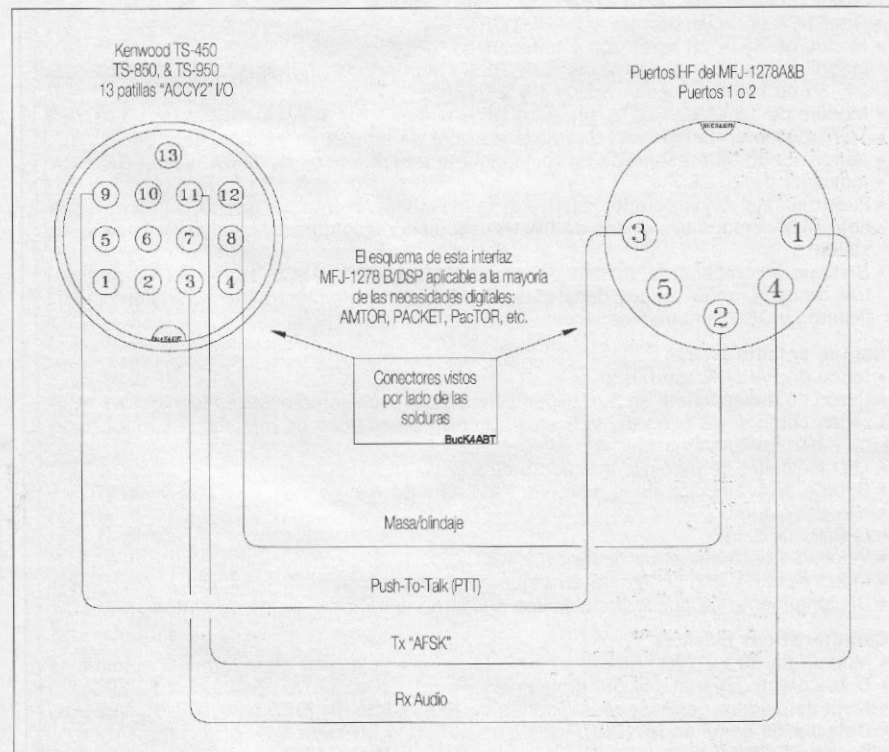 Kenwood TS-450
TS-850, & TS-950
13 patillas "ACCY2" I/O
Puertos HF del MFJ-1278A&B
Puertos 1 o 2
BucK4ABT
13
9 10 11 12
5 6 7 8
1 2 3 4
BucK4ABT
3 1
5 4
2
El esquema de esta interfaz
MFJ-1278 B/DSP aplicable a la mayoría
de las necesidades digitales:
AMTOR, PACKET, PacTOR, etc.
Conectores vistos
por lado de las
solduras
BucK4ABT
Masa/blindaje
Push-To-Talk (PTT)
Tx "AFSK"
Rx Audio